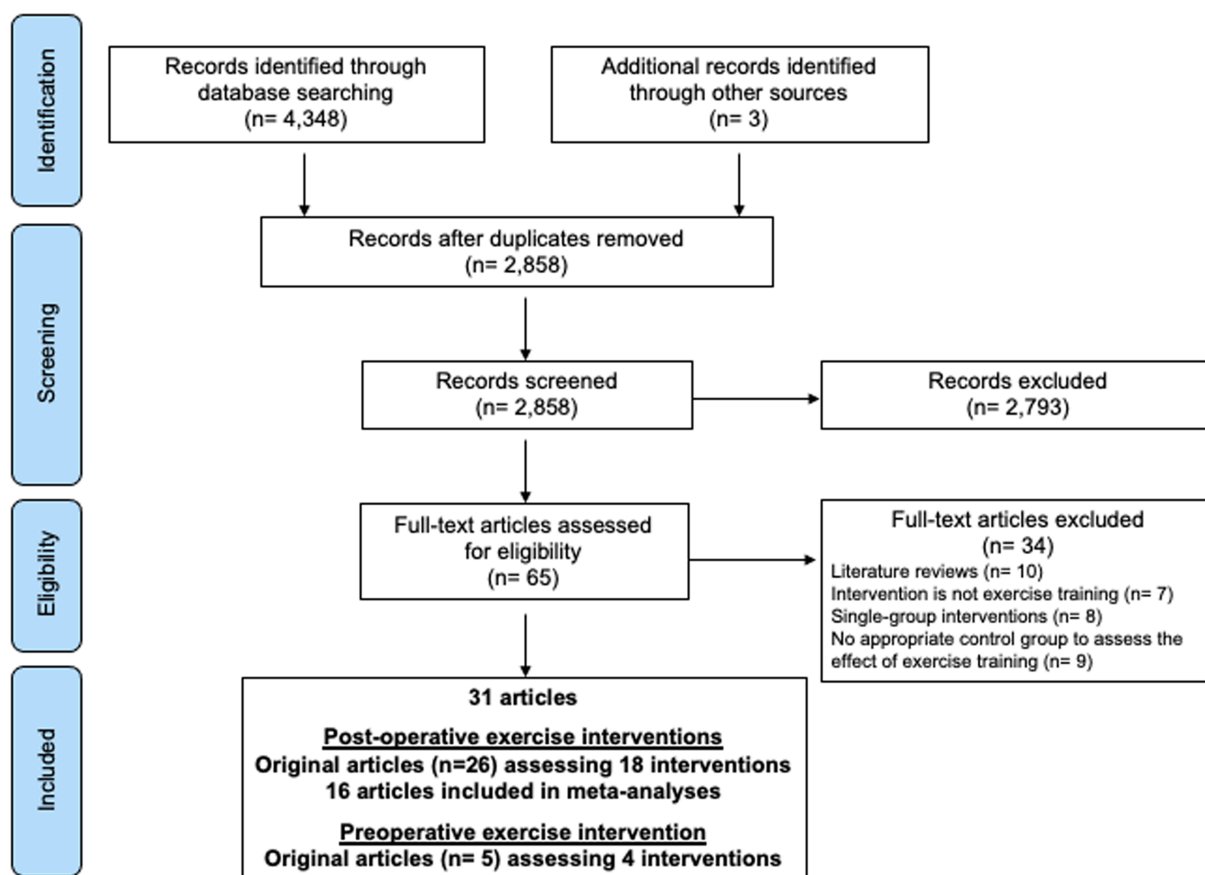 Identification
Records identified through
database searching
(n= 4,348)
Additional records identified
through other sources
(n= 3)
Screening
Records after duplicates removed
(n= 2,858)
Records screened
(n= 2,858)
Records excluded
(n= 2,793)
Eligibility
Full-text articles assessed
for eligibility
(n= 65)
Full-text articles excluded
(n= 34)
Literature reviews (n= 10)
Intervention is not exercise training (n= 7)
Single-group interventions (n= 8)
No appropriate control group to assess the
effect of exercise training (n= 9)
Included
31 articles
Post-operative exercise interventions
Original articles (n=26) assessing 18 interventions
16 articles included in meta-analyses
Preoperative exercise intervention
Original articles (n= 5) assessing 4 interventions